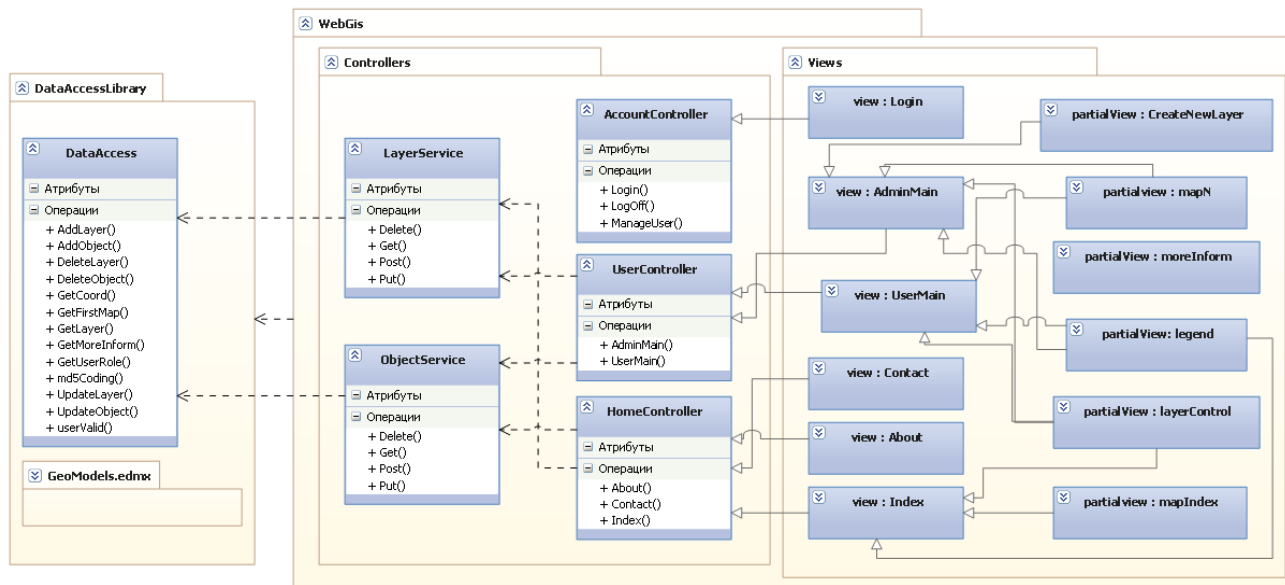 WebGis
Controllers
Views
DataAccessLibrary
DataAccess
Атрибуты
Операции
+ AddLayer()
+ AddObject()
+ DeleteLayer()
+ DeleteObject()
+ GetCoord()
+ GetFirstMap()
+ GetLayer()
+ GetMoreInform()
+ GetUserRole()
+ md5Coding()
+ UpdateLayer()
+ UpdateObject()
+ userValid()
GeoModels.edmx
LayerService
Атрибуты
Операции
+ Delete()
+ Get()
+ Post()
+ Put()
ObjectService
Атрибуты
Операции
+ Delete()
+ Get()
+ Post()
+ Put()
AccountController
Атрибуты
Операции
+ Login()
+ LogOff()
+ ManageUser()
UserController
Атрибуты
Операции
+ AdminMain()
+ UserMain()
HomeController
Атрибуты
Операции
+ About()
+ Contact()
+ Index()
view : Login
view : AdminMain
view : UserMain
view : Contact
view : About
view : Index
partialView : CreateNewLayer
partialview : mapN
partialView : moreInform
partialView: legend
partialView : layerControl
partialview : mapIndex